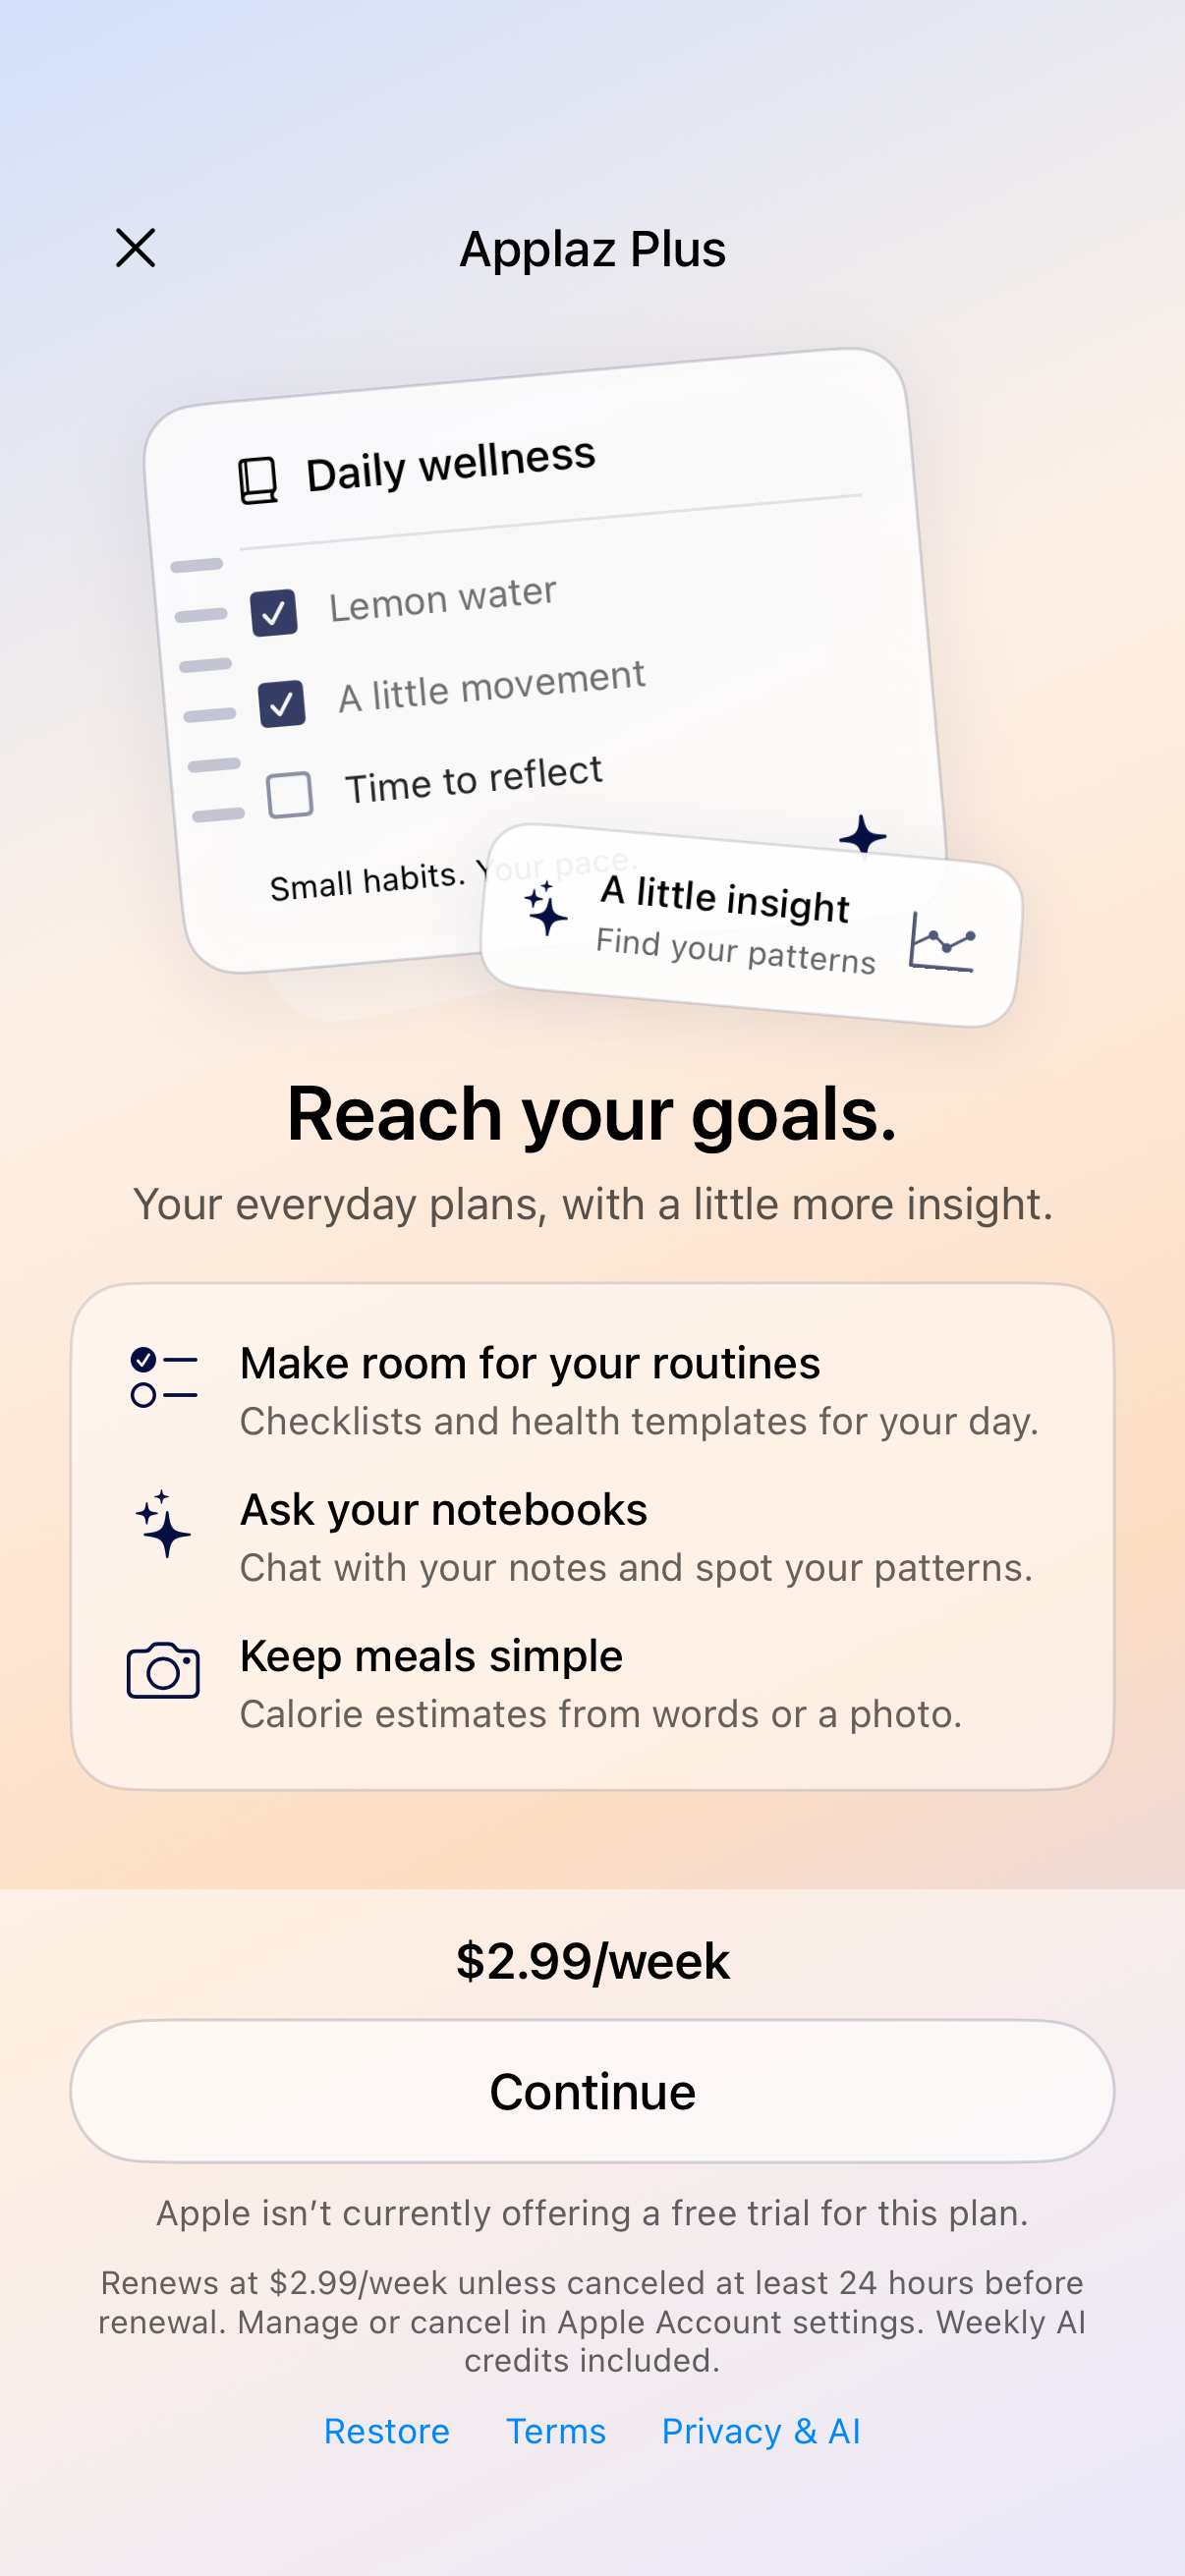 Applaz Plus
Daily wellness
Lemon water
A little movement
Time to reflect
Small habits. Your pace.
A little insight
Find your patterns
Reach your goals.
Your everyday plans, with a little more insight.
Make room for your routines
Checklists and health templates for your day.
Ask your notebooks
Chat with your notes and spot your patterns.
Keep meals simple
Calorie estimates from words or a photo.
$2.99/week
Continue
Apple isn’t currently offering a free trial for this plan.
Renews at $2.99/week unless canceled at least 24 hours before
renewal. Manage or cancel in Apple Account settings. Weekly AI
credits included.
Restore Terms Privacy & AI